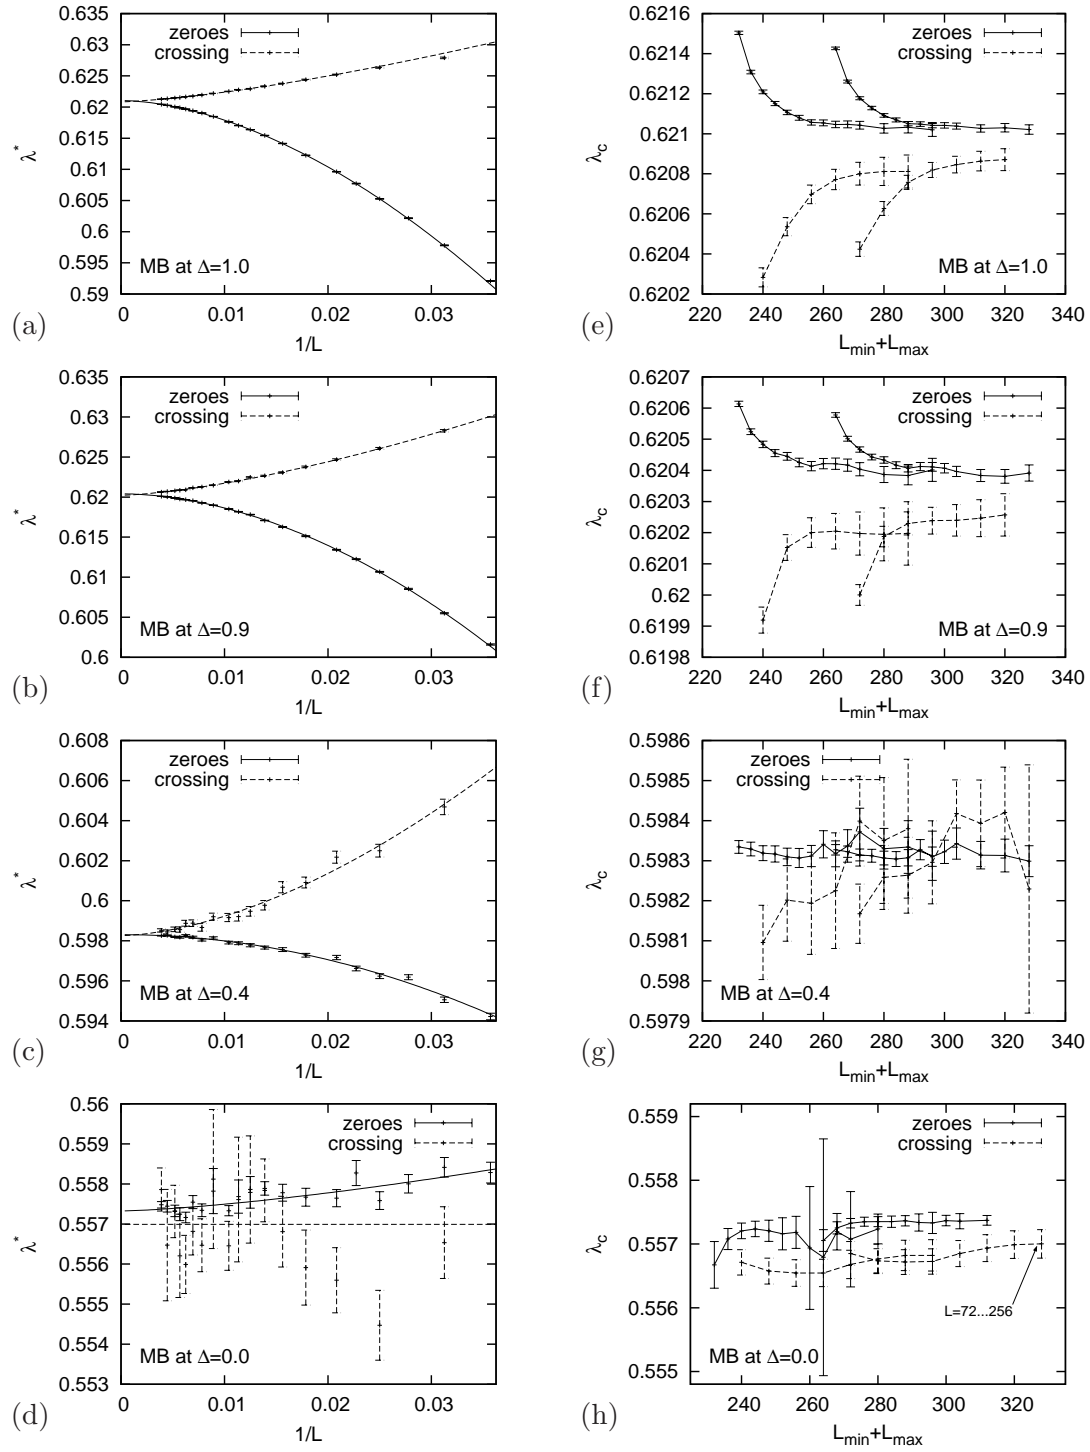 0.635
0.63
0.625
0.62
0.615
0.61
0.605
0.6
0.595
0.59
λ*
zeroes
crossing
MB at Δ=1.0
0 0.01 0.02 0.03
1/L
(a)
0.6216
0.6214
0.6212
0.621
0.6208
0.6206
0.6204
0.6202
λc
zeroes
crossing
MB at Δ=1.0
220 240 260 280 300 320 340
Lmin+Lmax
(e)
0.635
0.63
0.625
0.62
0.615
0.61
0.605
0.6
λ*
zeroes
crossing
MB at Δ=0.9
0 0.01 0.02 0.03
1/L
(b)
0.6207
0.6206
0.6205
0.6204
0.6203
0.6202
0.6201
0.62
0.6199
0.6198
λc
zeroes
crossing
MB at Δ=0.9
220 240 260 280 300 320 340
Lmin+Lmax
(f)
0.608
0.606
0.604
0.602
0.6
0.598
0.596
0.594
λ*
zeroes
crossing
MB at Δ=0.4
0 0.01 0.02 0.03
1/L
(c)
0.5986
0.5985
0.5984
0.5983
0.5982
0.5981
0.598
0.5979
λc
zeroes
crossing
MB at Δ=0.4
220 240 260 280 300 320 340
Lmin+Lmax
(g)
0.56
0.559
0.558
0.557
0.556
0.555
0.554
0.553
λ*
zeroes
crossing
MB at Δ=0.0
0 0.01 0.02 0.03
1/L
(d)
0.559
0.558
0.557
0.556
0.555
λc
zeroes
crossing
L=72...256
MB at Δ=0.0
240 260 280 300 320
Lmin+Lmax
(h)